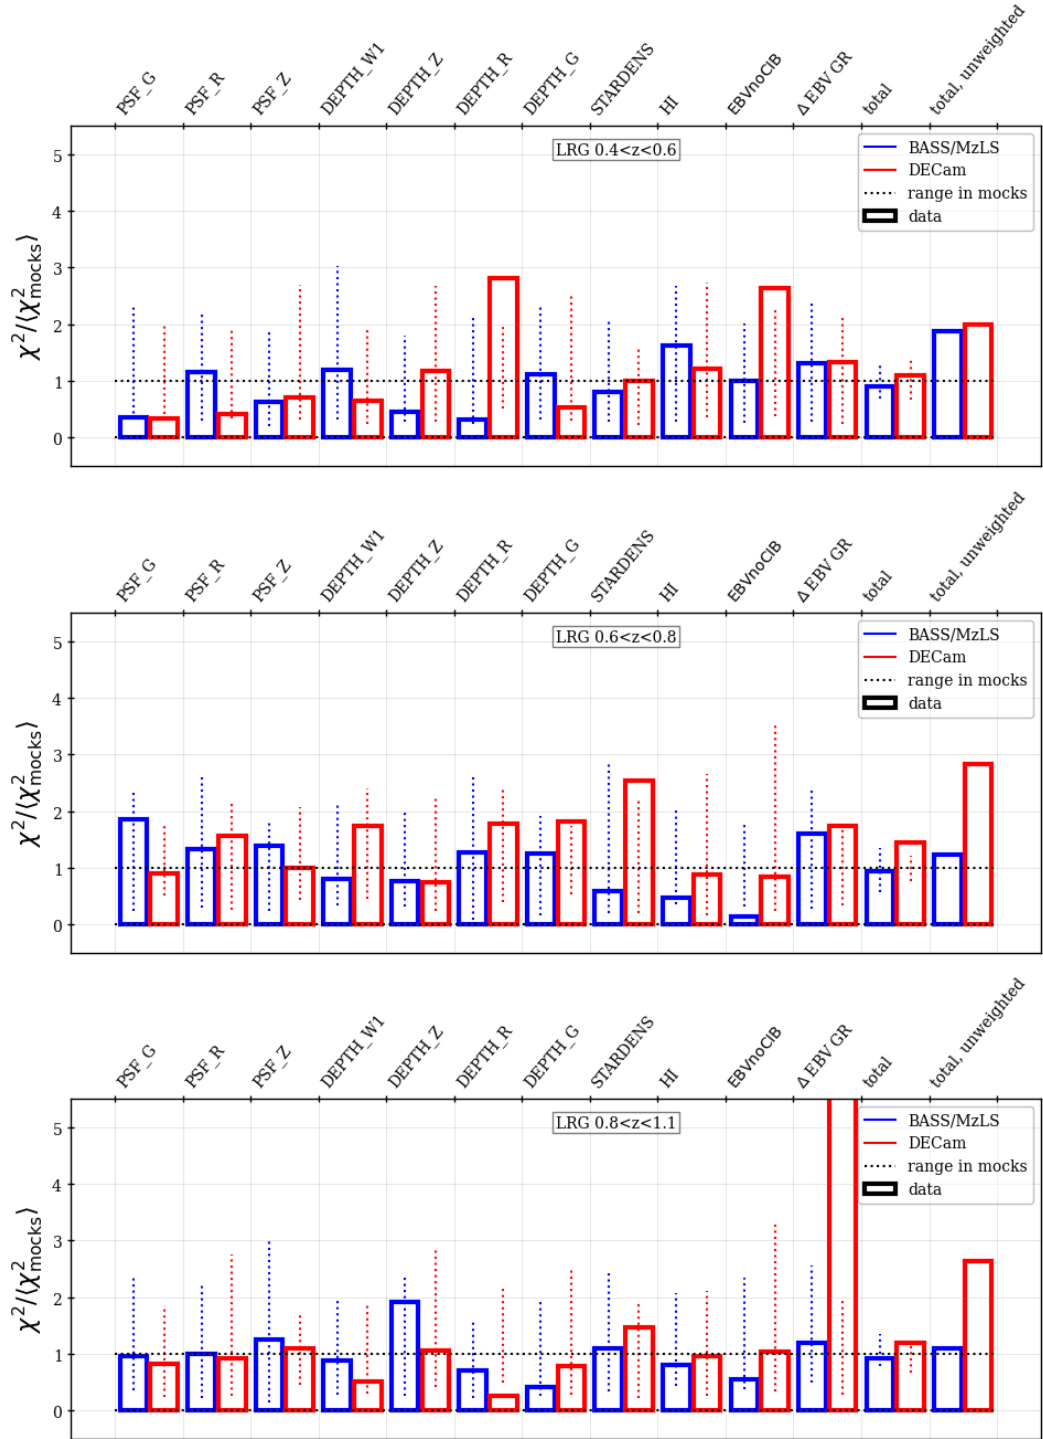 PSF_G
PSF_R
PSF_Z
DEPTH_W1
DEPTH_Z
DEPTH_R
DEPTH_G
STARDENS
HI
EBVnoCIB
Δ EBV GR
total
total, unweighted
LRG 0.4<z<0.6
BASS/MzLS
DECam
range in mocks
data
5
4
3
2
1
0
χ²/⟨χ²mocks⟩
PSF_G
PSF_R
PSF_Z
DEPTH_W1
DEPTH_Z
DEPTH_R
DEPTH_G
STARDENS
HI
EBVnoCIB
Δ EBV GR
total
total, unweighted
LRG 0.6<z<0.8
BASS/MzLS
DECam
range in mocks
data
5
4
3
2
1
0
χ²/⟨χ²mocks⟩
PSF_G
PSF_R
PSF_Z
DEPTH_W1
DEPTH_Z
DEPTH_R
DEPTH_G
STARDENS
HI
EBVnoCIB
Δ EBV GR
total
total, unweighted
LRG 0.8<z<1.1
BASS/MzLS
DECam
range in mocks
data
5
4
3
2
1
0
χ²/⟨χ²mocks⟩